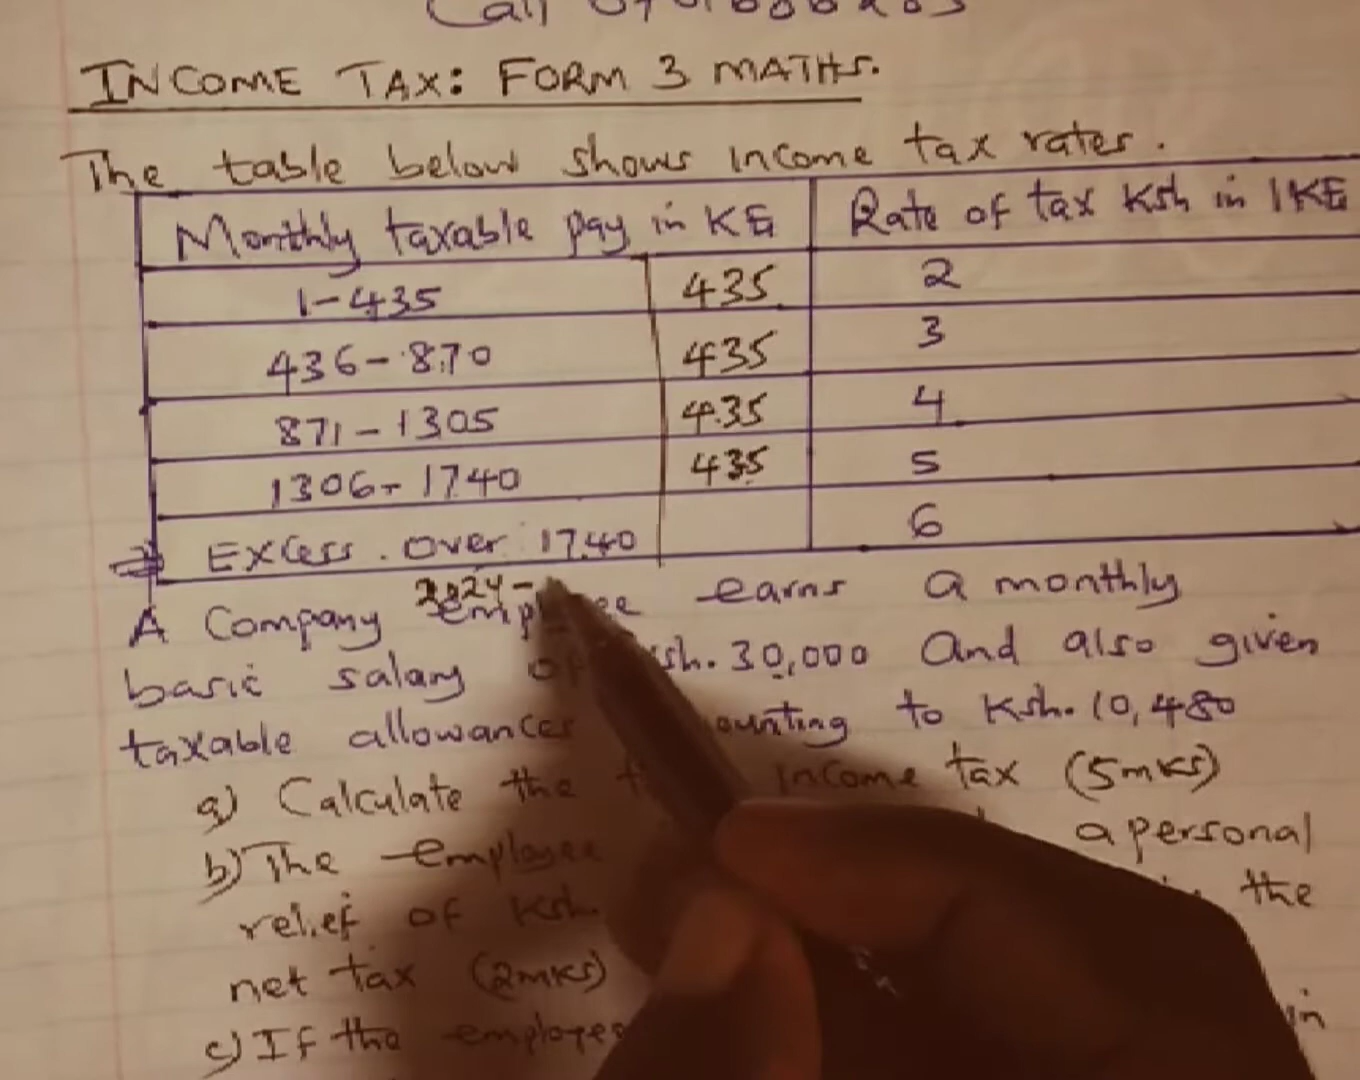 Call
INCOME TAX: FORM 3 MATHS.
The table below shows income tax rates.
Monthly taxable pay in K£ Rate of tax Ksh in 1K£
1-435 435 2
436-870 435 3
871-1305 435 4
1306-1740 435 5
Excess over 1740 6
2024-
A Company earns a monthly
basic salary of 30,000 and also given
taxable allowances to Ksh. 10,480
a) Calculate the income tax (5mks)
b) The employee a personal
relief of Ksh. the
net tax (2mks)
c) If the in